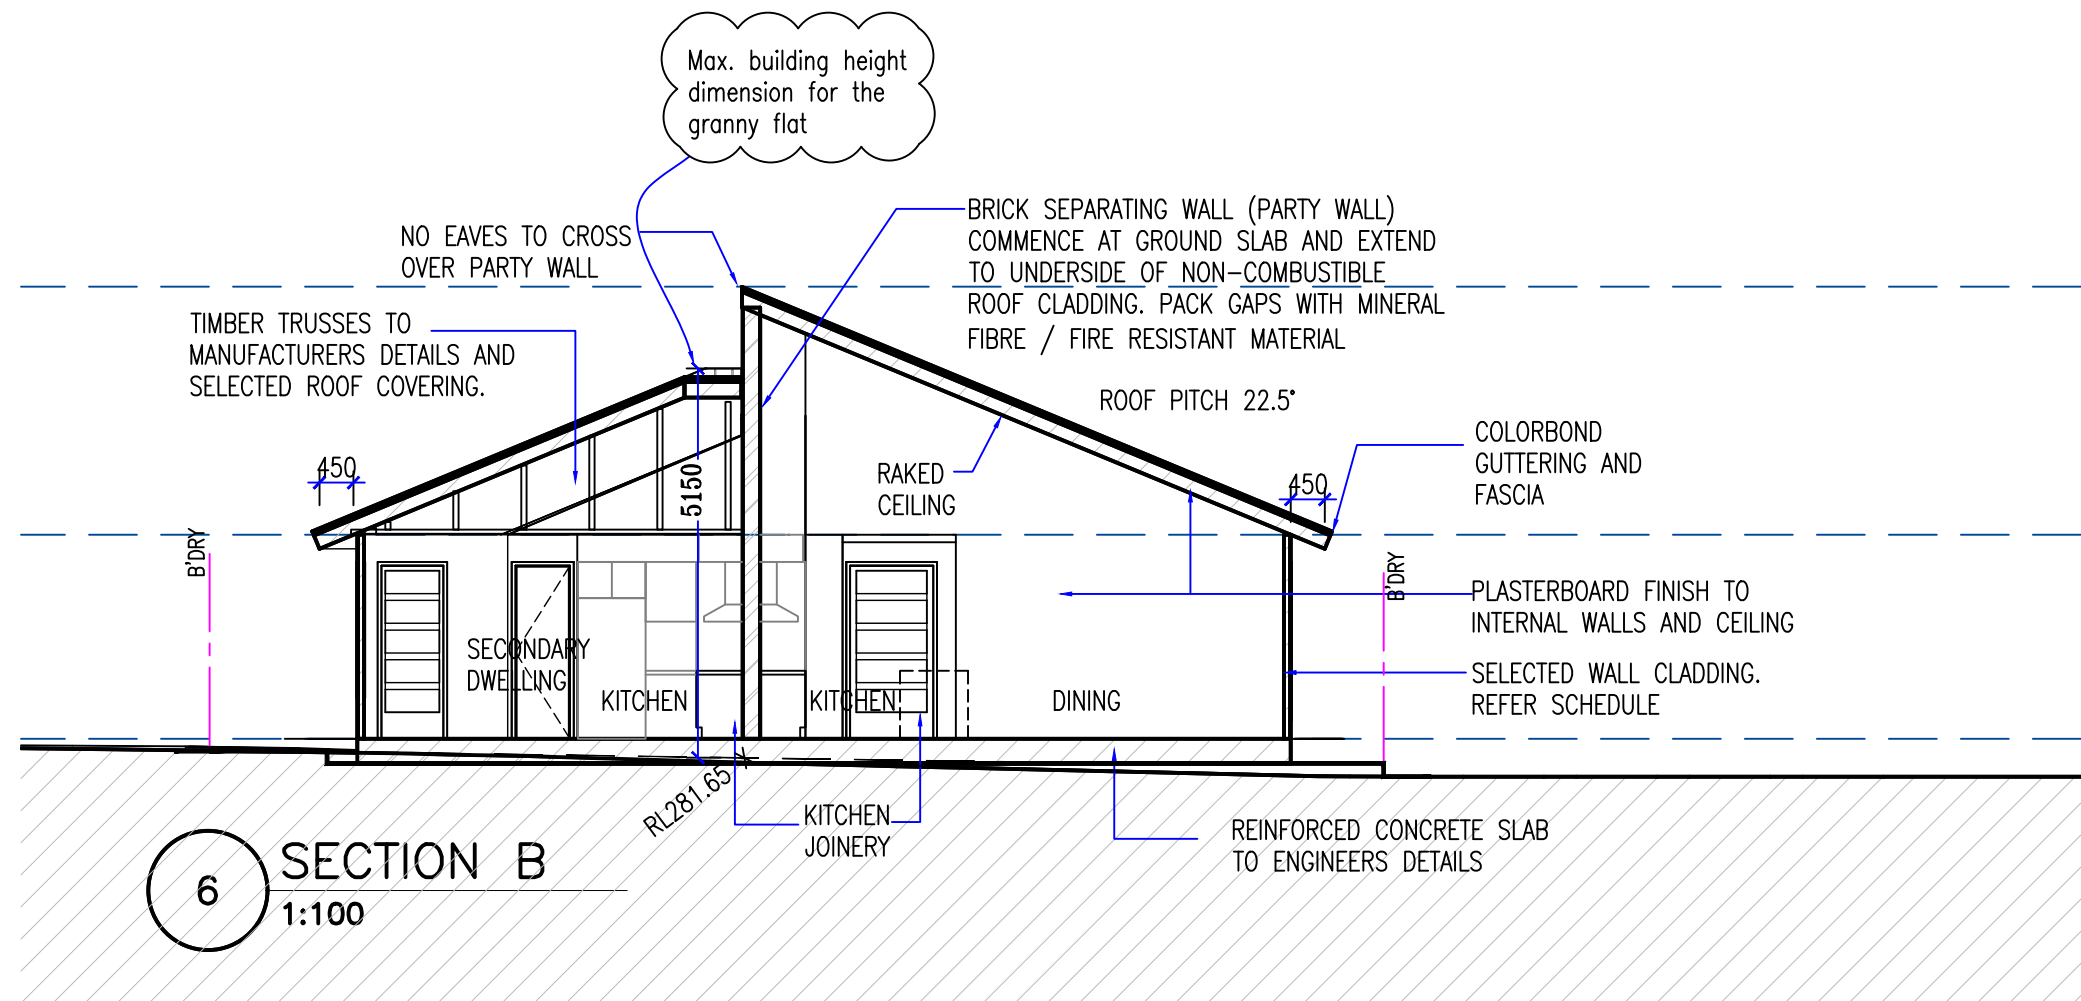 Max. building height
dimension for the
granny flat
NO EAVES TO CROSS
OVER PARTY WALL
BRICK SEPARATING WALL (PARTY WALL)
COMMENCE AT GROUND SLAB AND EXTEND
TO UNDERSIDE OF NON-COMBUSTIBLE
ROOF CLADDING. PACK GAPS WITH MINERAL
FIBRE / FIRE RESISTANT MATERIAL
TIMBER TRUSSES TO
MANUFACTURERS DETAILS AND
SELECTED ROOF COVERING.
ROOF PITCH 22.5°
COLORBOND
GUTTERING AND
FASCIA
450
5150
RAKED
CEILING
450
B'DRY
B'DRY
PLASTERBOARD FINISH TO
INTERNAL WALLS AND CEILING
SECONDARY
DWELLING
KITCHEN
KITCHEN
DINING
SELECTED WALL CLADDING.
REFER SCHEDULE
RL281.65
KITCHEN
JOINERY
REINFORCED CONCRETE SLAB
TO ENGINEERS DETAILS
6
SECTION B
1:100